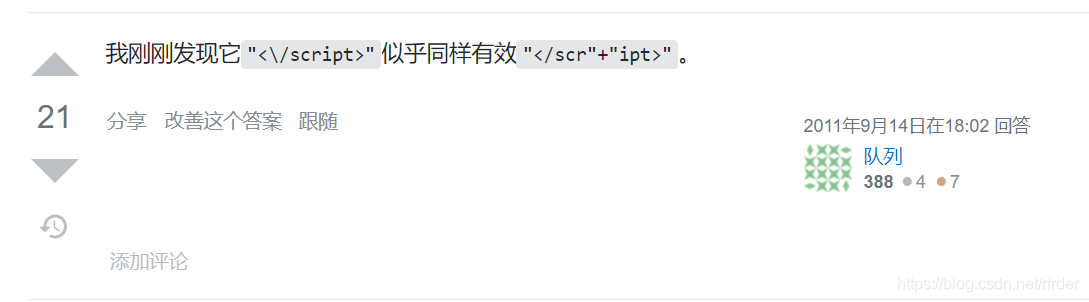 我刚刚发现它"<\/script>"似乎同样有效"</scr"+"ipt>"。
21
分享 改善这个答案 跟随
2011年9月14日在18:02 回答
队列
388 4 7
添加评论
https://blog.csdn.net/rfrder